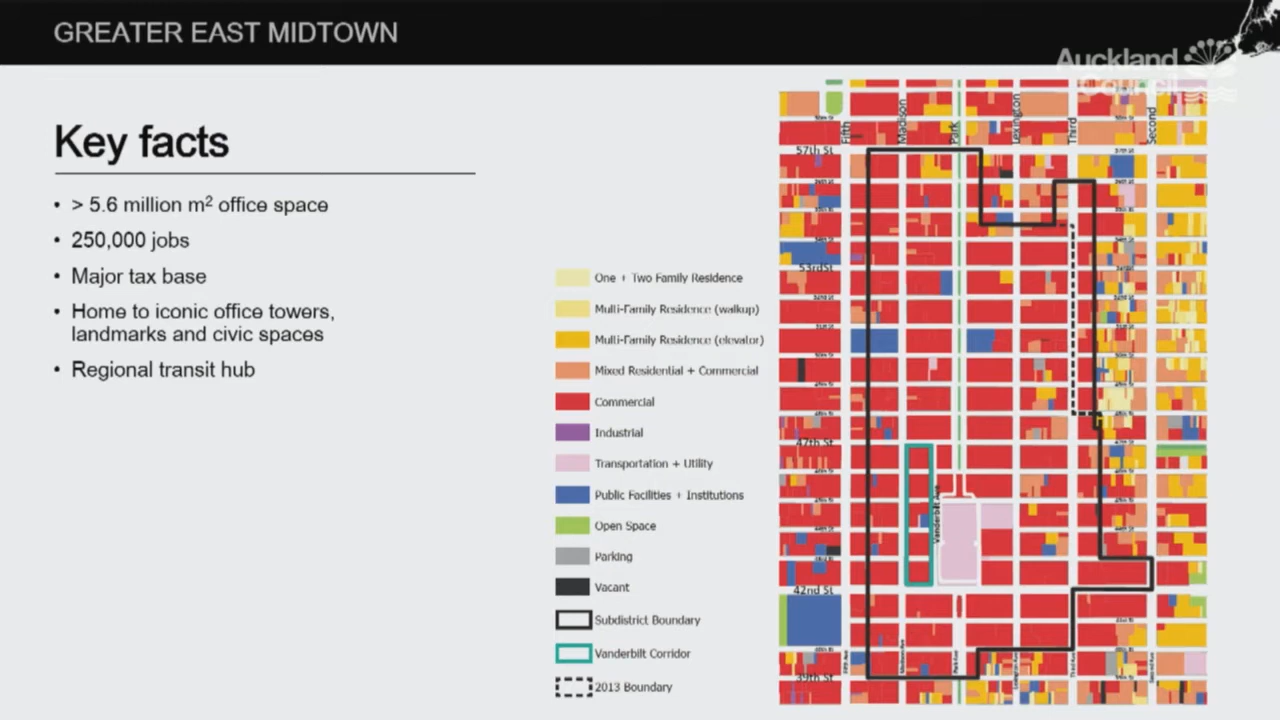 GREATER EAST MIDTOWN
Auckland
Council
Key facts
• > 5.6 million m² office space
• 250,000 jobs
• Major tax base
• Home to iconic office towers,
landmarks and civic spaces
• Regional transit hub
One + Two Family Residence
Multi-Family Residence (walkup)
Multi-Family Residence (elevator)
Mixed Residential + Commercial
Commercial
Industrial
Transportation + Utility
Public Facilities + Institutions
Open Space
Parking
Vacant
Subdistrict Boundary
Vanderbilt Corridor
2013 Boundary
Fifth
Madison
Park
Lexington
Third
Second
57th St
53rdSt
47th St
Vanderbilt Ave
42nd St
39th St